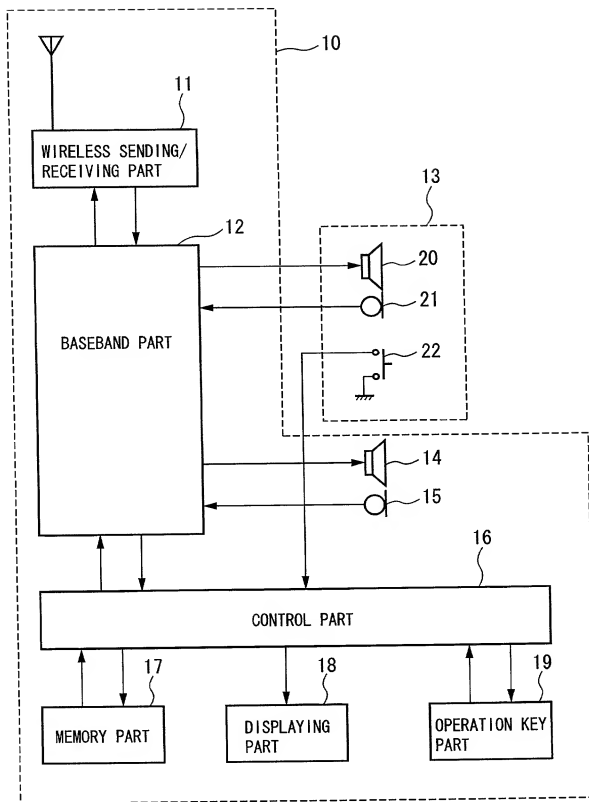 10
11
WIRELESS SENDING/
RECEIVING PART
12
13
20
21
BASEBAND PART
22
14
15
16
CONTROL PART
17
18
19
MEMORY PART
DISPLAYING
PART
OPERATION KEY
PART